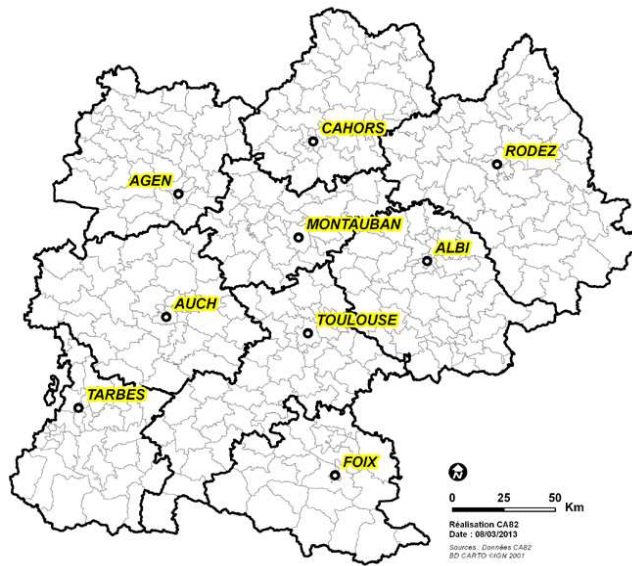 CAHORS
RODEZ
AGEN
MONTAUBAN
ALBI
AUCH
TOULOUSE
TARBES
FOIX
N
0 25 50 Km
Réalisation CA82
Date : 08/03/2013
Sources : Données CA82
BD CARTO ©IGN 2001